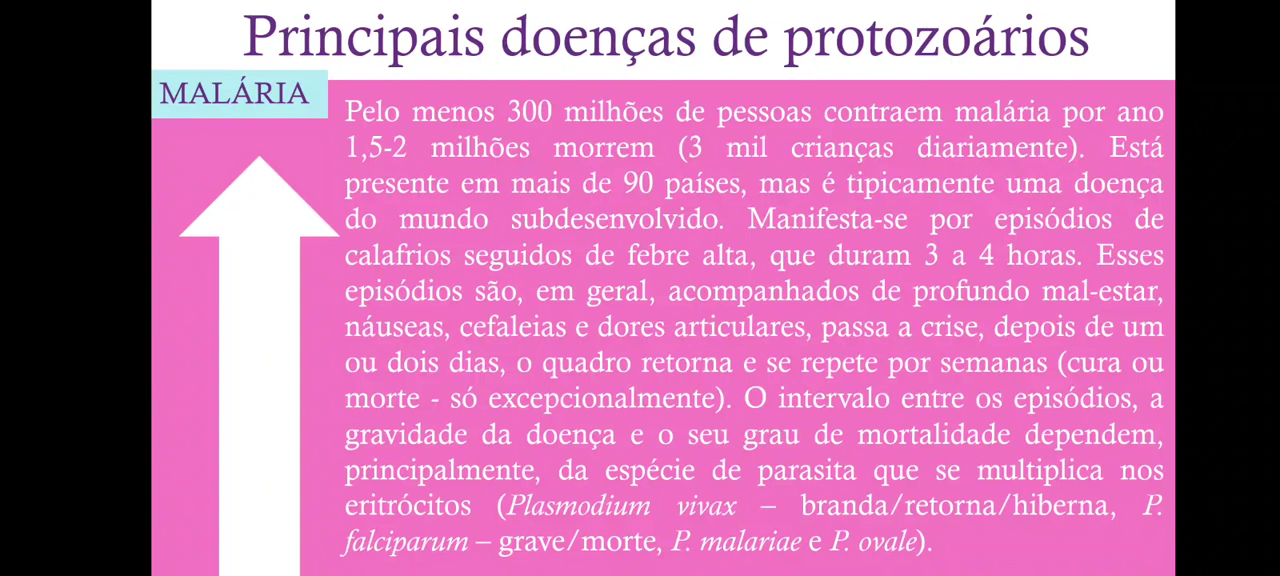 Principais doenças de protozoários
MALÁRIA
Pelo menos 300 milhões de pessoas contraem malária por ano
1,5-2 milhões morrem (3 mil crianças diariamente). Está
presente em mais de 90 países, mas é tipicamente uma doença
do mundo subdesenvolvido. Manifesta-se por episódios de
calafrios seguidos de febre alta, que duram 3 a 4 horas. Esses
episódios são, em geral, acompanhados de profundo mal-estar,
náuseas, cefaleias e dores articulares, passa a crise, depois de um
ou dois dias, o quadro retorna e se repete por semanas (cura ou
morte - só excepcionalmente). O intervalo entre os episódios, a
gravidade da doença e o seu grau de mortalidade dependem,
principalmente, da espécie de parasita que se multiplica nos
eritrócitos (Plasmodium vivax – branda/retorna/hiberna, P.
falciparum – grave/morte, P. malariae e P. ovale).